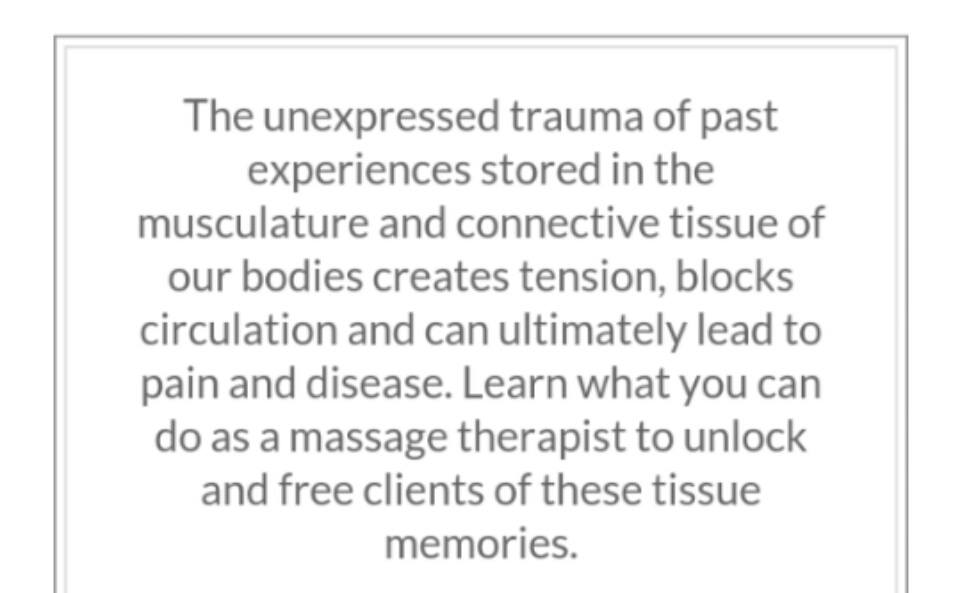 The unexpressed trauma of past
experiences stored in the
musculature and connective tissue of
our bodies creates tension, blocks
circulation and can ultimately lead to
pain and disease. Learn what you can
do as a massage therapist to unlock
and free clients of these tissue
memories.